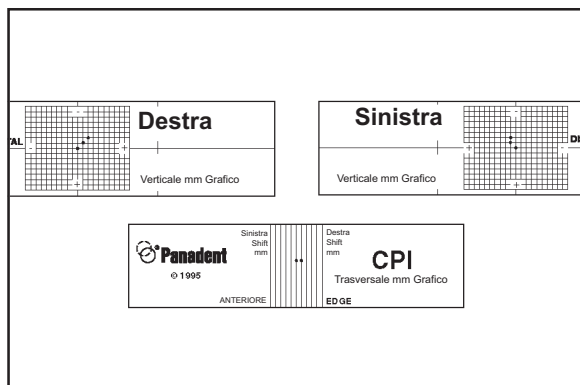 Destra
TAL
Verticale mm Grafico
Sinistra
DI
Verticale mm Grafico
Sinistra
Shift
mm
Destra
Shift
mm
Panadent
© 1995
CPI
Trasversale mm Grafico
ANTERIORE
EDGE